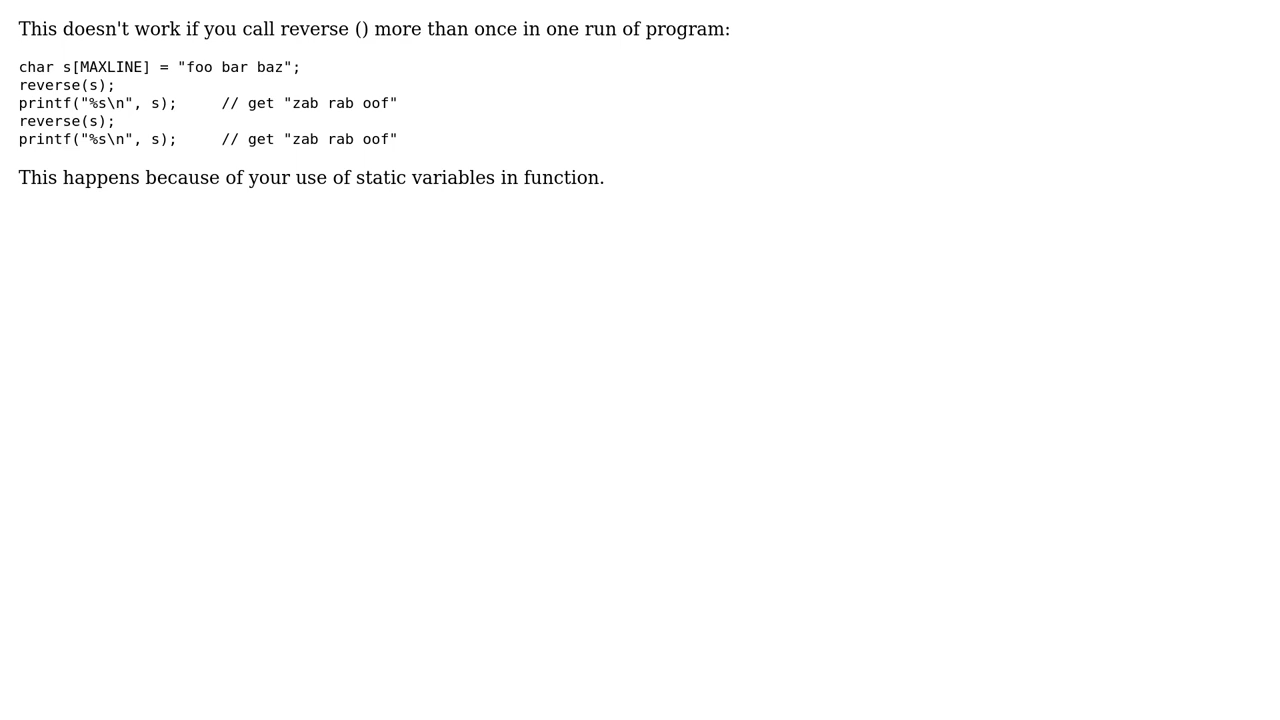 This doesn't work if you call reverse () more than once in one run of program:
char s[MAXLINE] = "foo bar baz";
reverse(s);
printf("%s\n", s);     // get "zab rab oof"
reverse(s);
printf("%s\n", s);     // get "zab rab oof"
This happens because of your use of static variables in function.